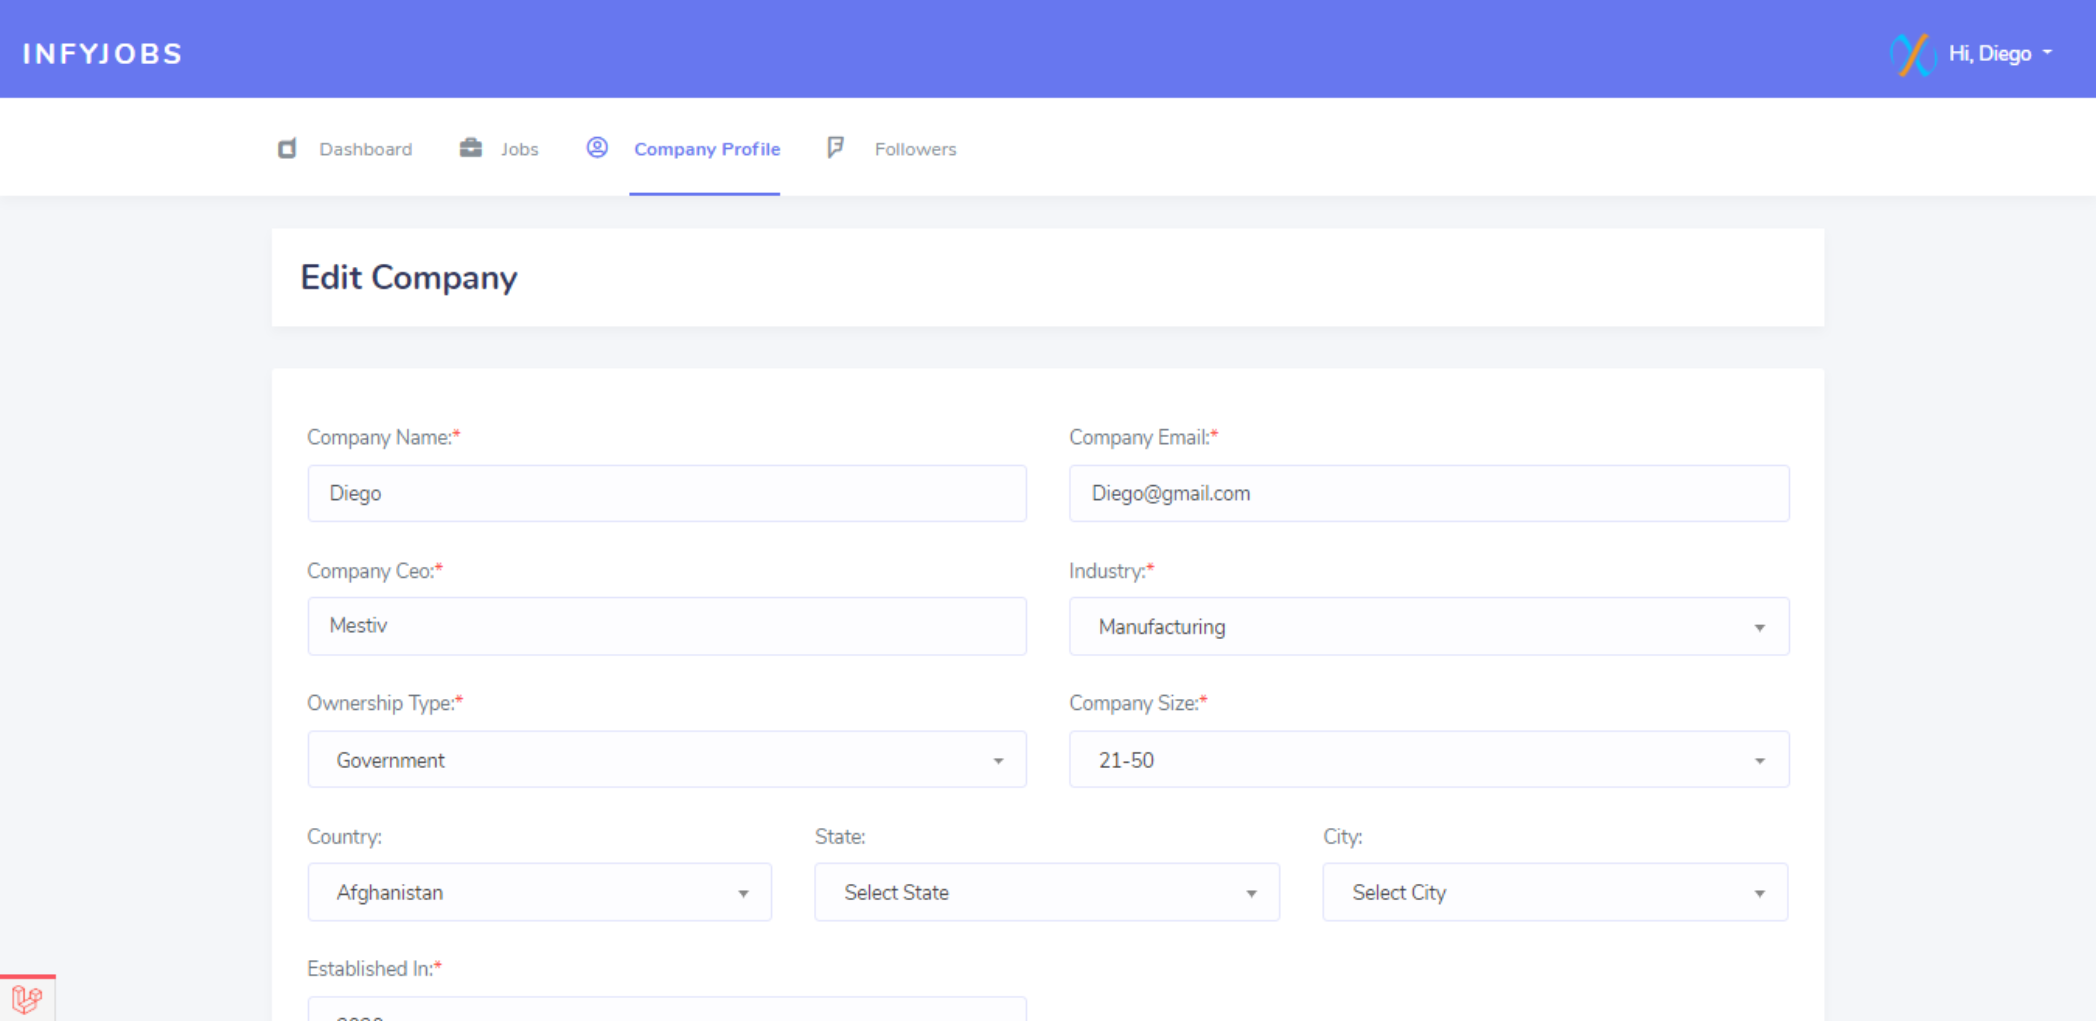 INFYJOBS
Hi, Diego
Dashboard Jobs Company Profile Followers
Edit Company
Company Name:* Company Email:*
Diego Diego@gmail.com
Company Ceo:* Industry:*
Mestiv Manufacturing
Ownership Type:* Company Size:*
Government 21-50
Country: State: City:
Afghanistan Select State Select City
Established In:*